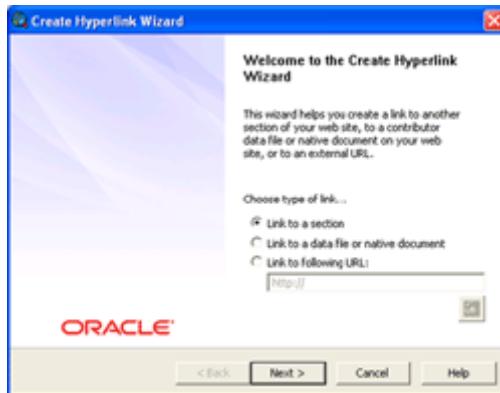 Create Hyperlink Wizard
Welcome to the Create Hyperlink
Wizard
This wizard helps you create a link to another
section of your web site, to a contributor
data file or native document on your web
site, or to an external URL.
Choose type of link...
Link to a section
Link to a data file or native document
Link to following URL:
http://
ORACLE
< Back
Next >
Cancel
Help